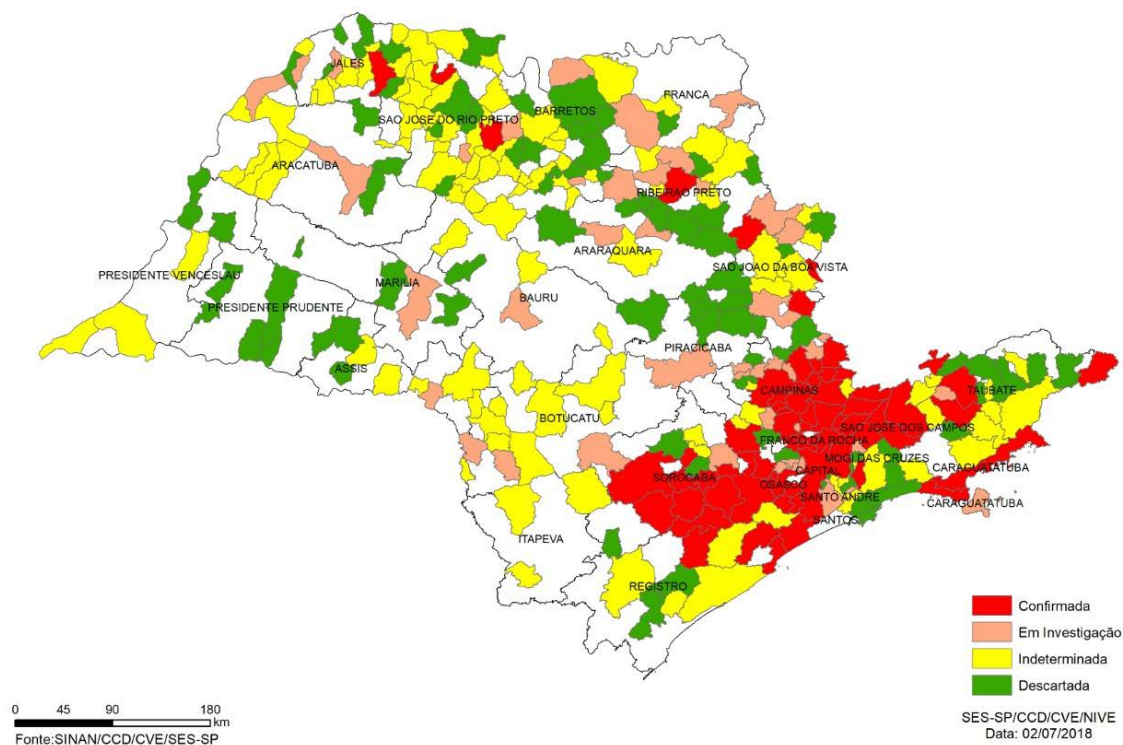 JALES
FRANCA
BARRETOS
SAO JOSE DO RIO PRETO
ARACATUBA
RIBEIRAO PRETO
ARARAQUARA
SAO JOAO DA BOA VISTA
PRESIDENTE VENCESLAU
MARILIA
BAURU
PRESIDENTE PRUDENTE
PIRACICABA
ASSIS
CAMPINAS
TAUBATE
BOTUCATU
SAO JOSE DOS CAMPOS
FRANCO DA ROCHA
MOGI DAS CRUZES
CAPITAL
CARAGUATATUBA
SOROCABA
OSASCO
SANTO ANDRE
CARAGUATATUBA
SANTOS
ITAPEVA
REGISTRO
Confirmada
Em Investigação
Indeterminada
Descartada
0 45 90 180
km
Fonte:SINAN/CCD/CVE/SES-SP
SES-SP/CCD/CVE/NIVE
Data: 02/07/2018